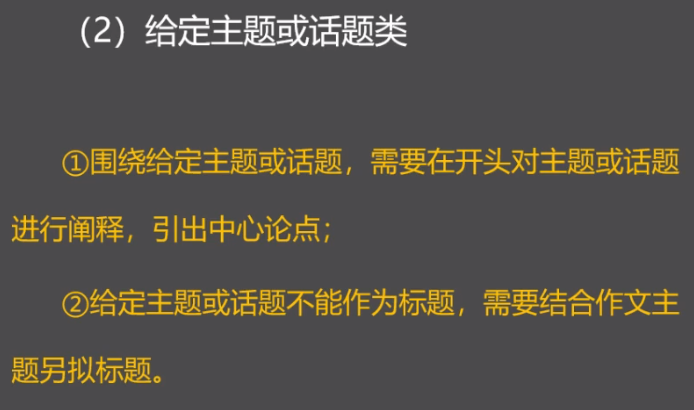 （2）给定主题或话题类
①围绕给定主题或话题，需要在开头对主题或话题
进行阐释，引出中心论点；
②给定主题或话题不能作为标题，需要结合作文主
题另拟标题。